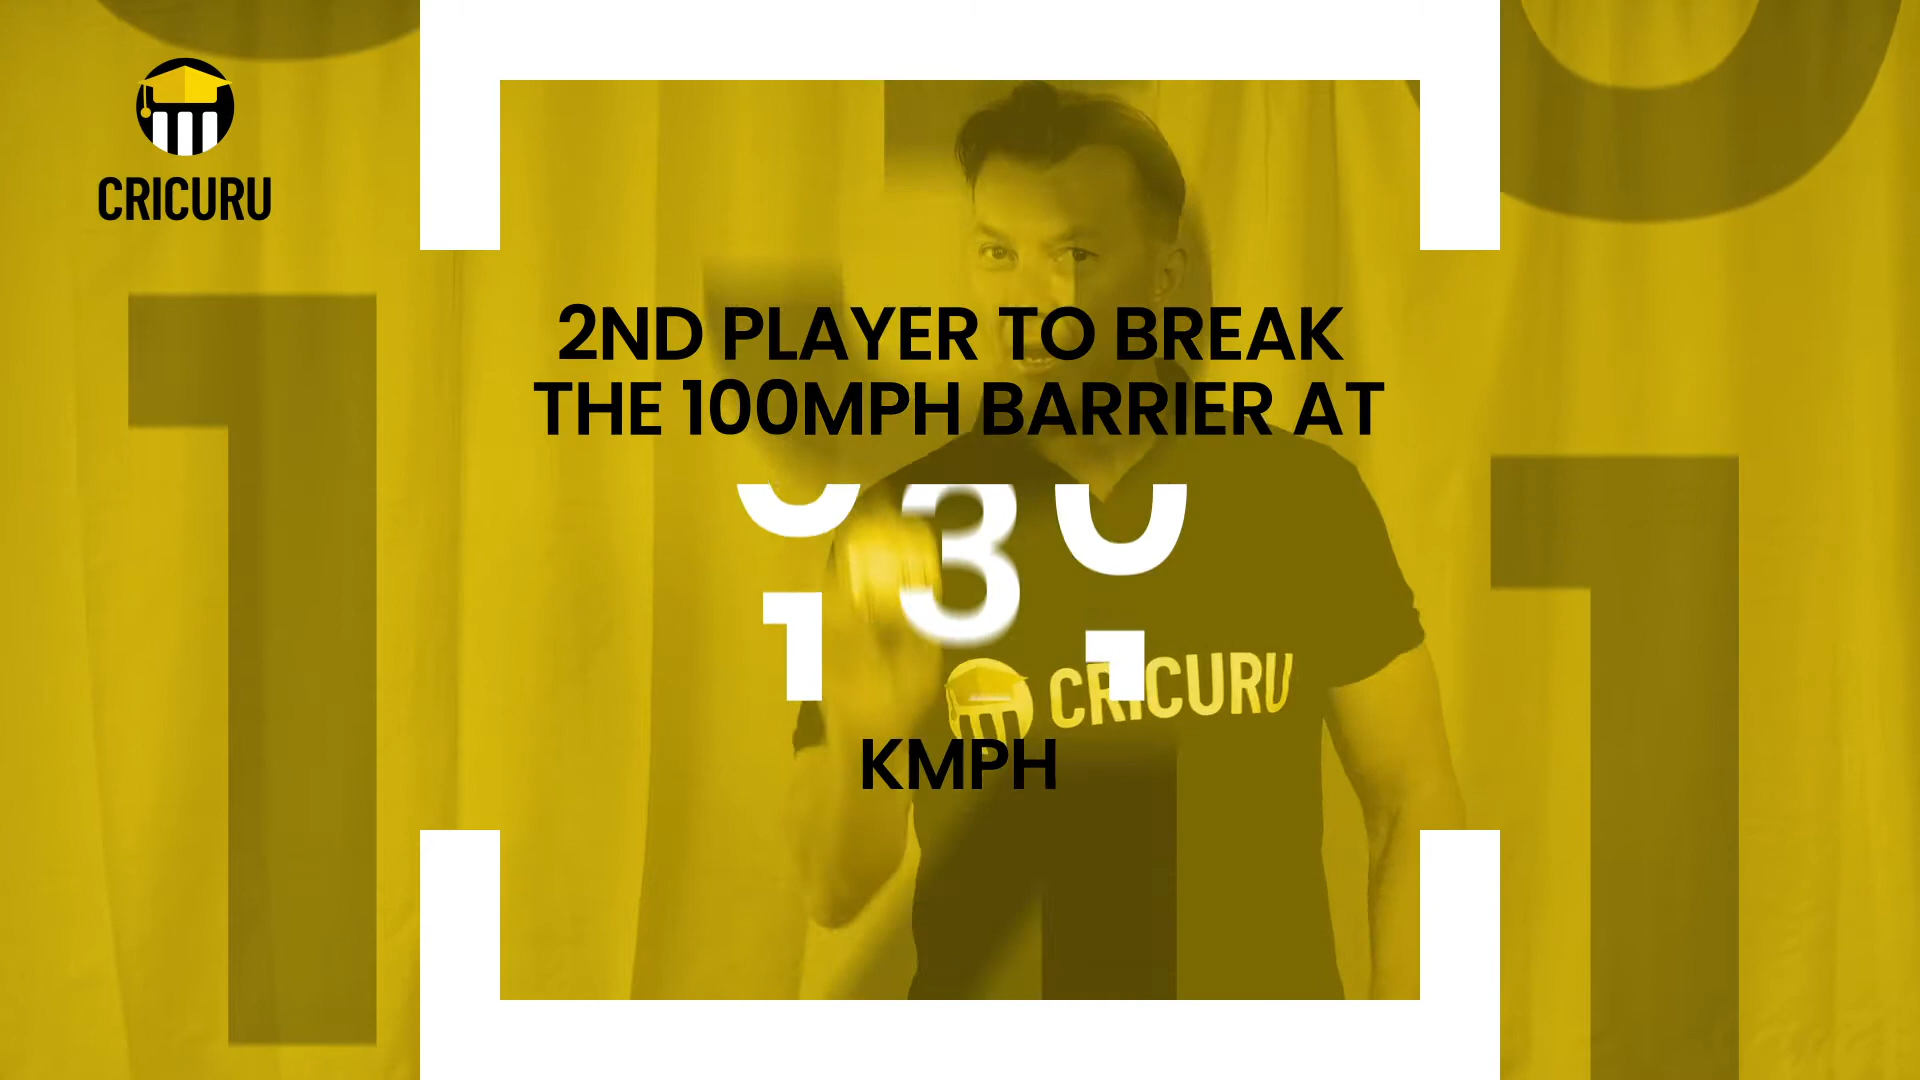 CRICURU
2ND PLAYER TO BREAK
THE 100MPH BARRIER AT
CRICURU
KMPH